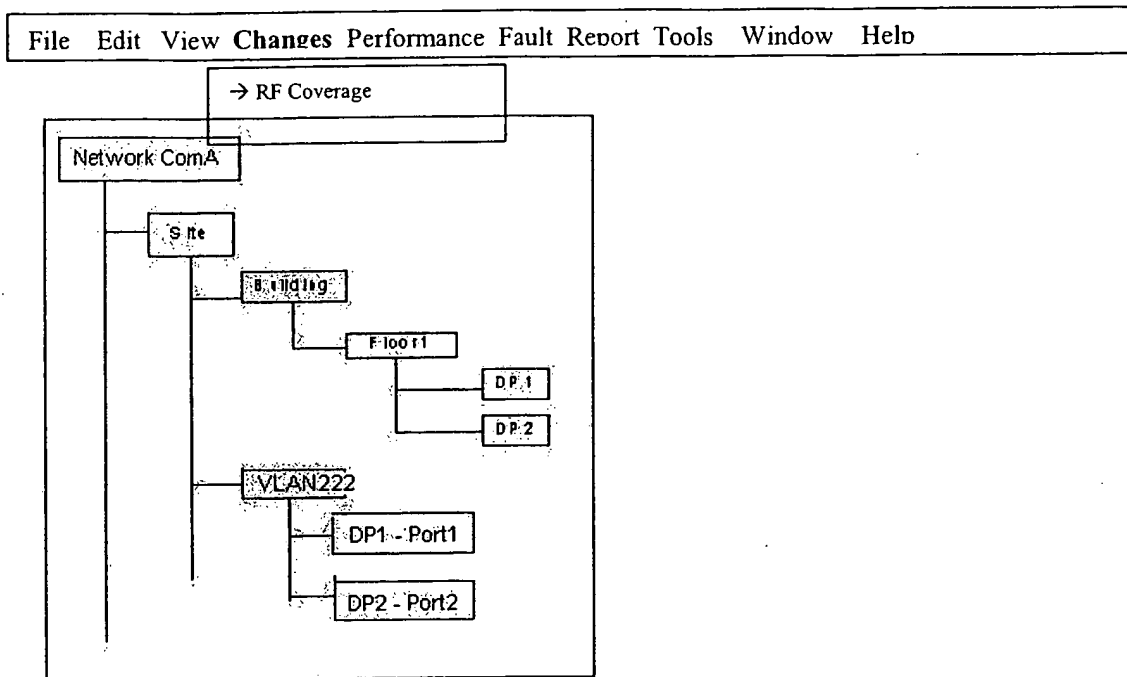 File Edit View Changes Performance Fault Report Tools Window Help
→ RF Coverage
Network ComA
Site
Building
Floor1
DP1
DP2
VLAN222
DP1 - Port1
DP2 - Port2